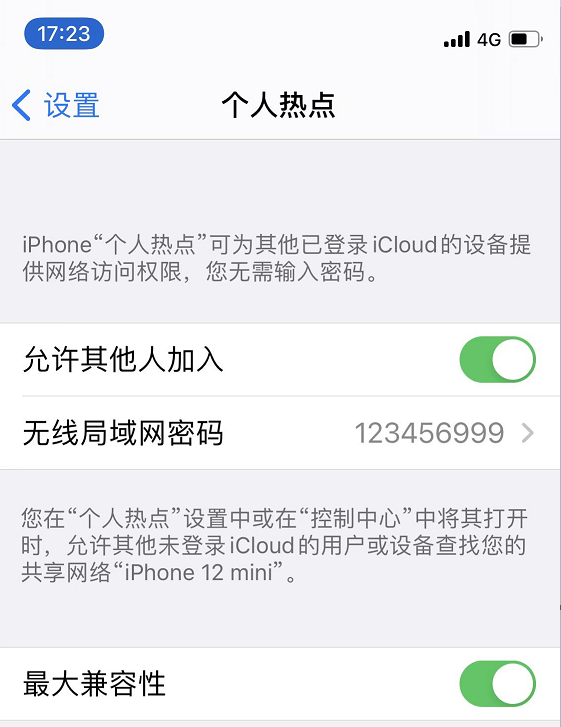 17:23
4G
设置
个人热点
iPhone“个人热点”可为其他已登录 iCloud 的设备提
供网络访问权限，您无需输入密码。
允许其他人加入
无线局域网密码 123456999
您在“个人热点”设置中或在“控制中心”中将其打开
时，允许其他未登录 iCloud 的用户或设备查找您的
共享网络“iPhone 12 mini”。
最大兼容性